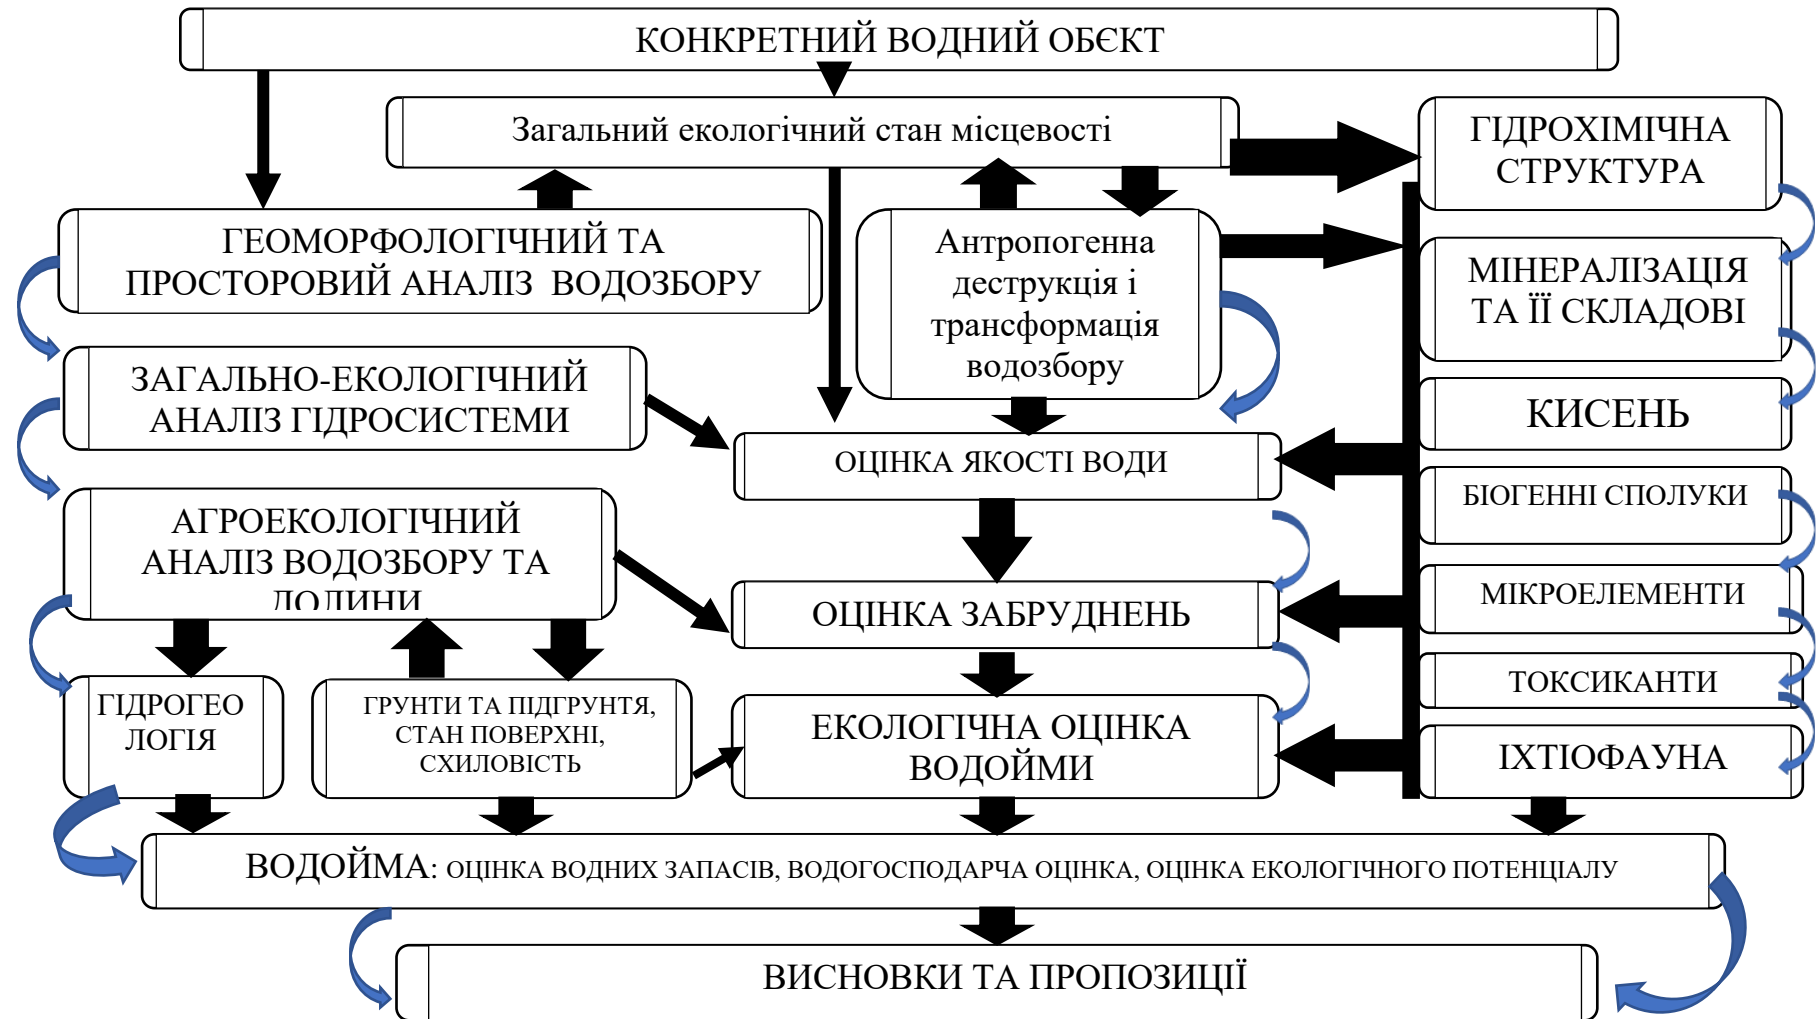 КОНКРЕТНИЙ ВОДНИЙ ОБЄКТ
Загальний екологічний стан місцевості
ГІДРОХІМІЧНА
СТРУКТУРА
ГЕОМОРФОЛОГІЧНИЙ ТА
ПРОСТОРОВИЙ АНАЛІЗ ВОДОЗБОРУ
Антропогенна
деструкція і
трансформація
водозбору
МІНЕРАЛІЗАЦІЯ
ТА ЇЇ СКЛАДОВІ
ЗАГАЛЬНО-ЕКОЛОГІЧНИЙ
АНАЛІЗ ГІДРОСИСТЕМИ
КИСЕНЬ
ОЦІНКА ЯКОСТІ ВОДИ
БІОГЕННІ СПОЛУКИ
АГРОЕКОЛОГІЧНИЙ
АНАЛІЗ ВОДОЗБОРУ ТА
ДОЛИНИ
ОЦІНКА ЗАБРУДНЕНЬ
МІКРОЕЛЕМЕНТИ
ТОКСИКАНТИ
ГІДРОГЕО
ЛОГІЯ
ГРУНТИ ТА ПІДГРУНТЯ,
СТАН ПОВЕРХНІ,
СХИЛОВІСТЬ
ЕКОЛОГІЧНА ОЦІНКА
ВОДОЙМИ
ІХТІОФАУНА
ВОДОЙМА: ОЦІНКА ВОДНИХ ЗАПАСІВ, ВОДОГОСПОДАРЧА ОЦІНКА, ОЦІНКА ЕКОЛОГІЧНОГО ПОТЕНЦІАЛУ
ВИСНОВКИ ТА ПРОПОЗИЦІЇ